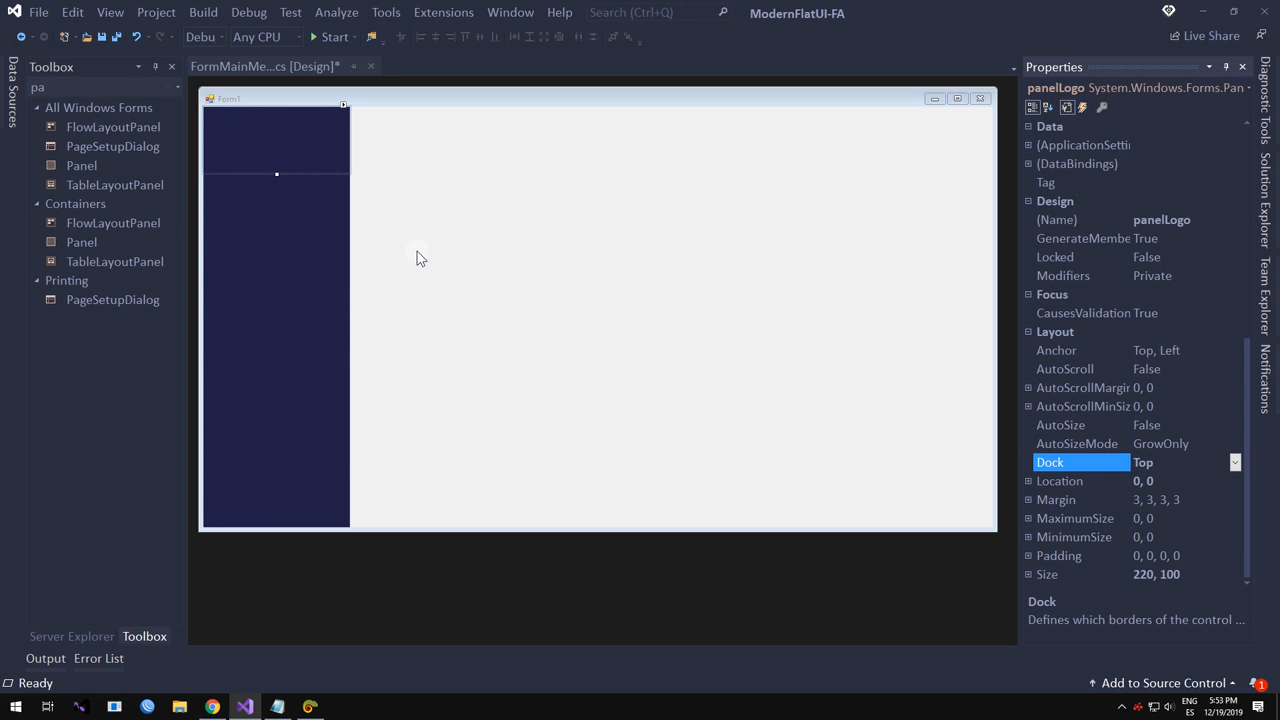 File Edit View Project Build Debug Test Analyze Tools Extensions Window Help Search (Ctrl+Q) ModernFlatUI-FA
Debu Any CPU Start Live Share
Data Sources
Toolbox
pa
All Windows Forms
FlowLayoutPanel
PageSetupDialog
Panel
TableLayoutPanel
Containers
FlowLayoutPanel
Panel
TableLayoutPanel
Printing
PageSetupDialog
Server Explorer Toolbox
FormMainMe...cs [Design]*
Form1
Properties
panelLogo System.Windows.Forms.Pan
Data
(ApplicationSetti
(DataBindings)
Tag
Design
(Name) panelLogo
GenerateMembe True
Locked False
Modifiers Private
Focus
CausesValidation True
Layout
Anchor Top, Left
AutoScroll False
AutoScrollMargin 0, 0
AutoScrollMinSiz 0, 0
AutoSize False
AutoSizeMode GrowOnly
Dock Top
Location 0, 0
Margin 3, 3, 3, 3
MaximumSize 0, 0
MinimumSize 0, 0
Padding 0, 0, 0, 0
Size 220, 100
Dock
Defines which borders of the control ...
Diagnostic Tools
Solution Explorer
Team Explorer
Notifications
Output Error List
Ready Add to Source Control 1
ENG 5:53 PM
ES 12/19/2019